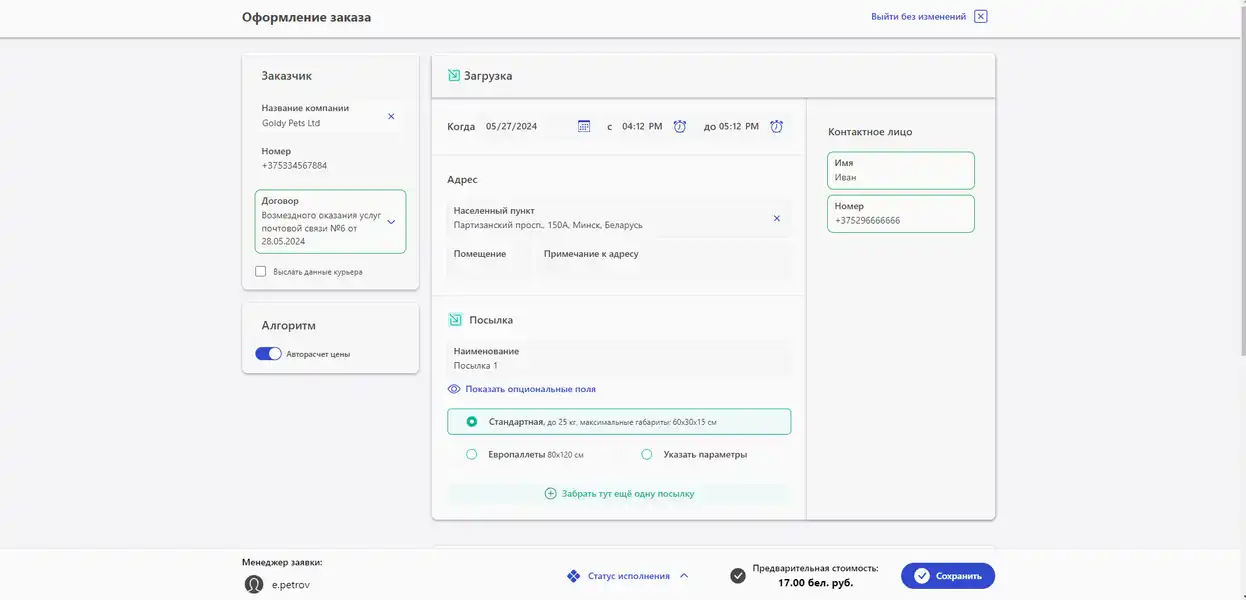 Оформление заказа
Выйти без изменений
Заказчик
Название компании
Goldy Pets Ltd
Номер
+375334567884
Договор
Возмездного оказания услуг
почтовой связи №6 от
28.05.2024
Выслать данные курьера
Алгоритм
Авторасчет цены
Загрузка
Когда 05/27/2024 с 04:12 PM до 05:12 PM
Адрес
Населенный пункт
Партизанский просп., 150А, Минск, Беларусь
Помещение Примечание к адресу
Посылка
Наименование
Посылка 1
Показать опциональные поля
Стандартная, до 25 кг, максимальные габариты: 60х30х15 см
Европаллеты 80х120 см Указать параметры
Забрать тут ещё одну посылку
Контактное лицо
Имя
Иван
Номер
+375296666666
Менеджер заявки:
e.petrov
Статус исполнения
Предварительная стоимость:
17.00 бел. руб.
Сохранить